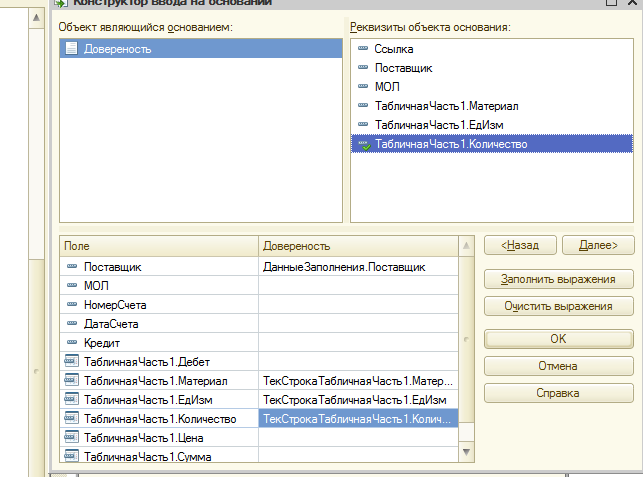 Конструктор ввода на основании
Объект являющийся основанием:
Довереность
Реквизиты объекта основания:
Ссылка
Поставщик
МОЛ
ТабличнаяЧасть1.Материал
ТабличнаяЧасть1.ЕдИзм
ТабличнаяЧасть1.Количество
Поле Довереность
Поставщик ДанныеЗаполнения.Поставщик
МОЛ
НомерСчета
ДатаСчета
Кредит
ТабличнаяЧасть1.Дебет
ТабличнаяЧасть1.Материал ТекСтрокаТабличнаяЧасть1.Матер...
ТабличнаяЧасть1.ЕдИзм ТекСтрокаТабличнаяЧасть1.ЕдИзм
ТабличнаяЧасть1.Количество ТекСтрокаТабличнаяЧасть1.Колич...
ТабличнаяЧасть1.Цена
ТабличнаяЧасть1.Сумма
<Назад Далее>
Заполнить выражения
Очистить выражения
OK
Отмена
Справка